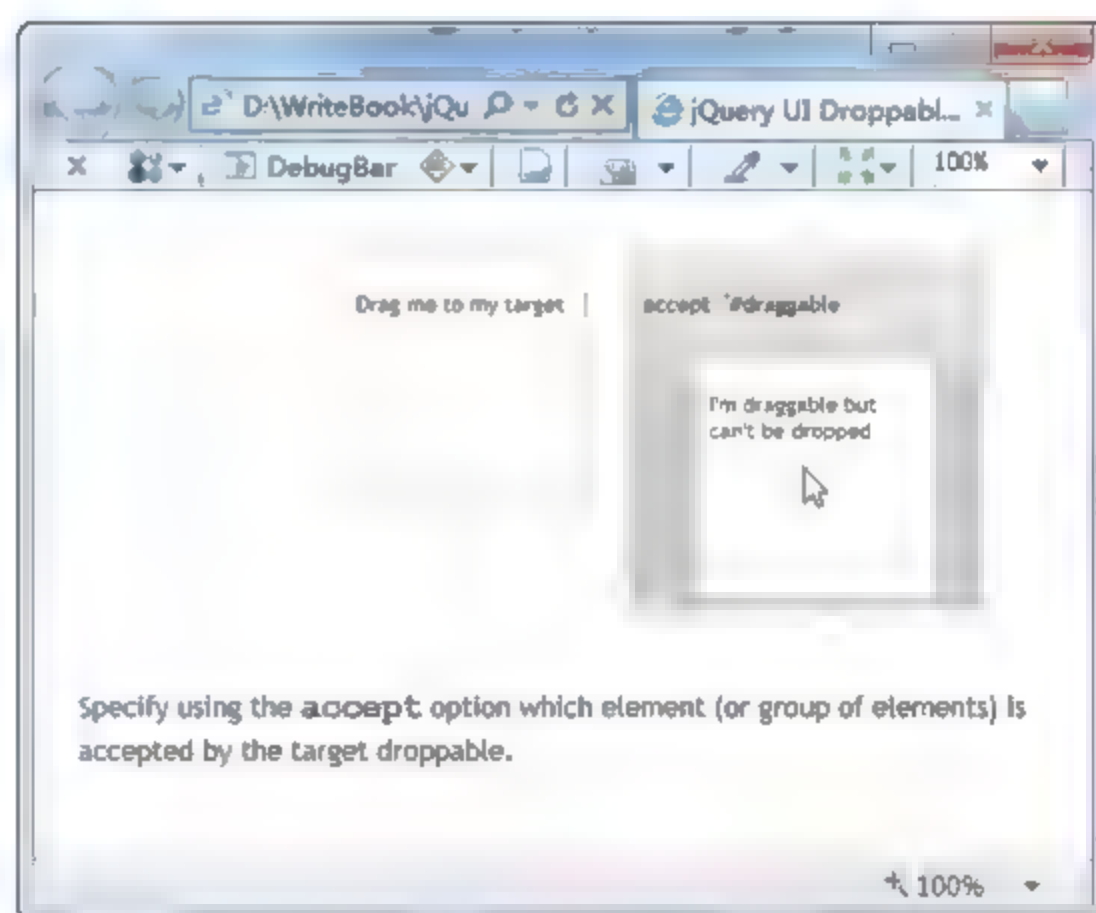 D:\WriteBook\jQu
jQuery UI Droppabl...
DebugBar
100%
Drag me to my target
accept '#draggable
I'm draggable but
can't be dropped
Specify using the accept option which element (or group of elements) is
accepted by the target droppable.
100%